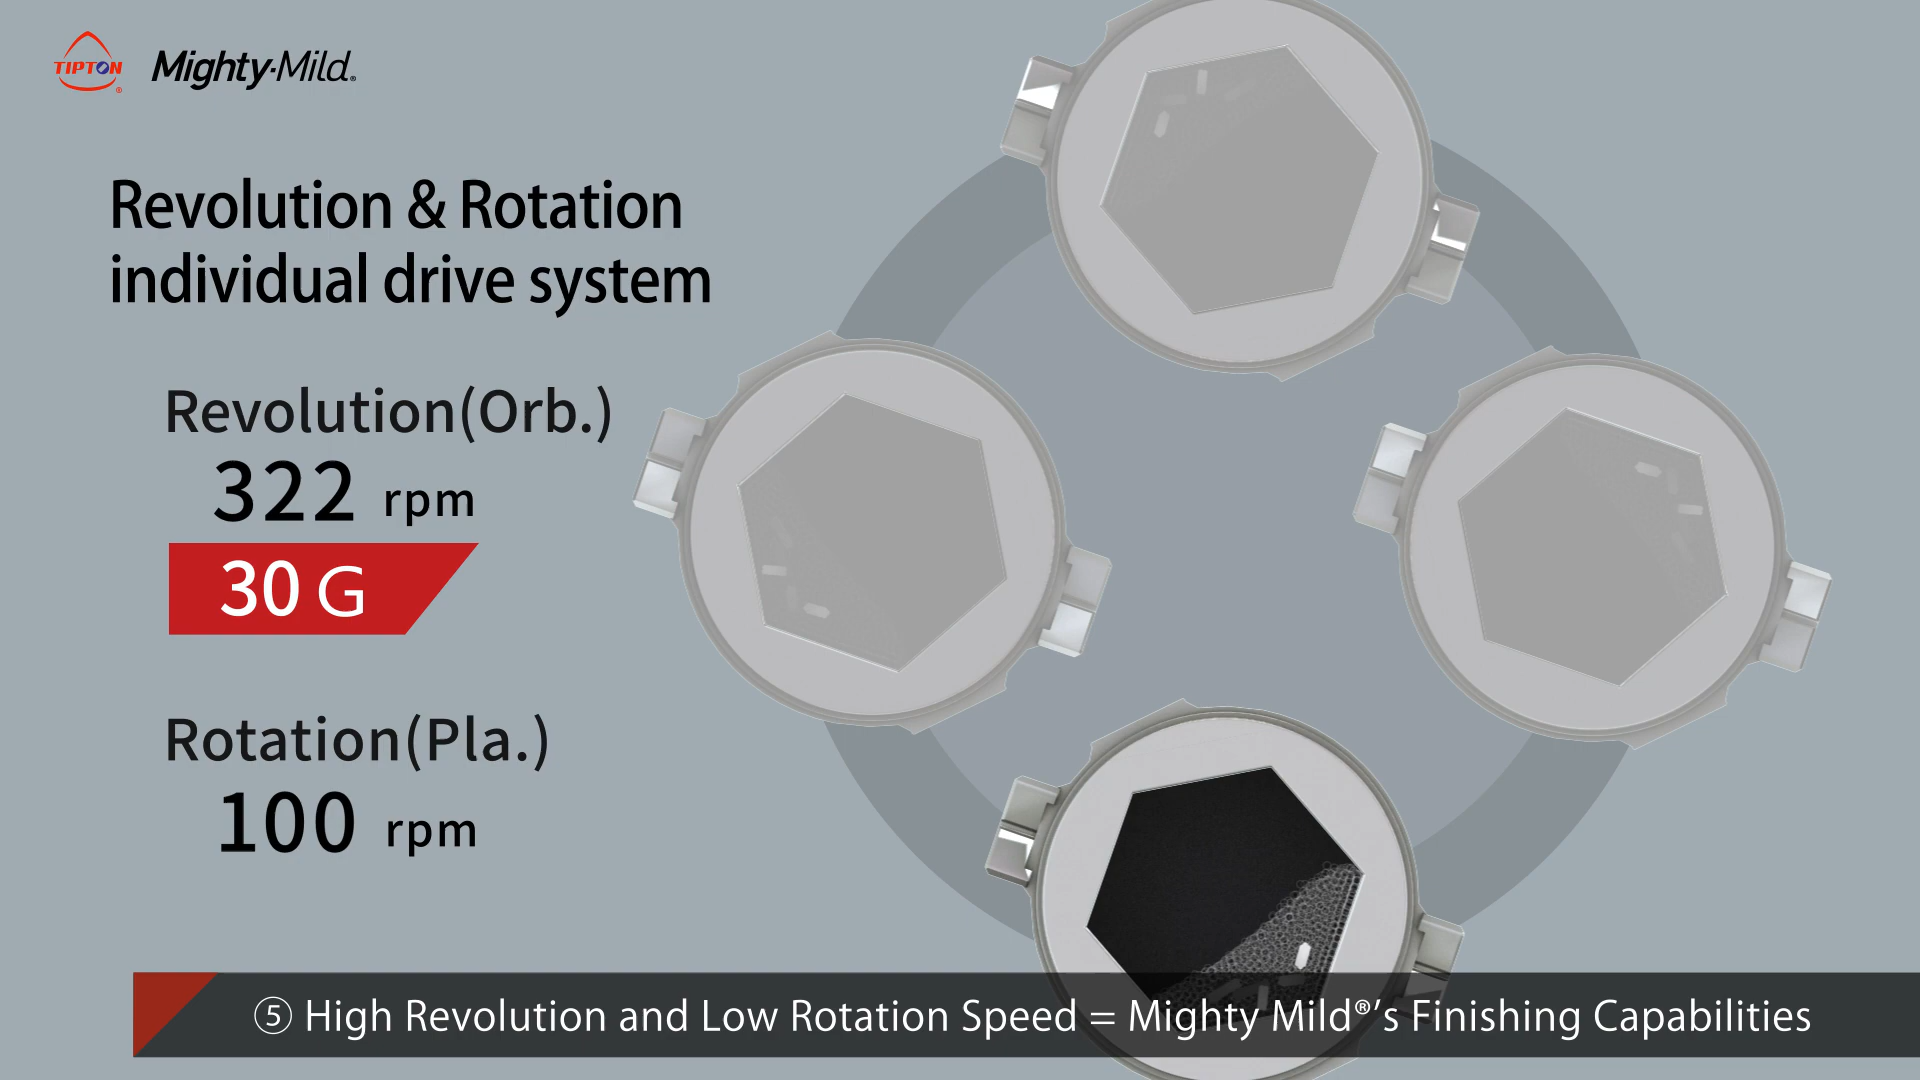 TIPTON®
Mighty·Mild®
Revolution & Rotation
individual drive system
Revolution(Orb.)
322 rpm
30 G
Rotation(Pla.)
100 rpm
⑤ High Revolution and Low Rotation Speed = Mighty Mild®’s Finishing Capabilities